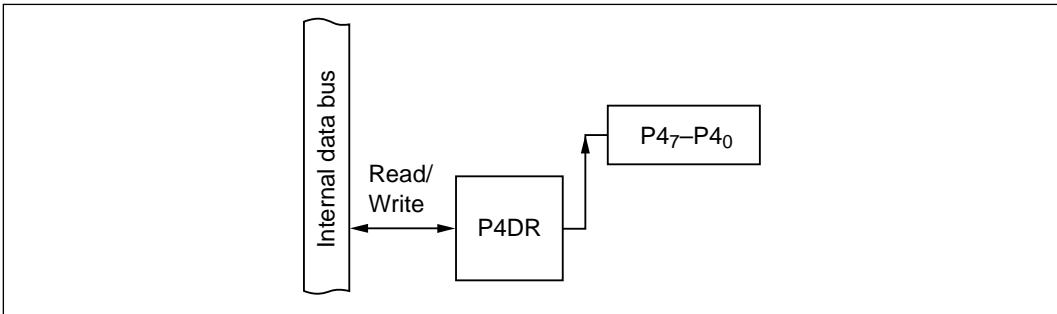 Internal data bus
Read/
Write
P4DR
P4₇–P4₀